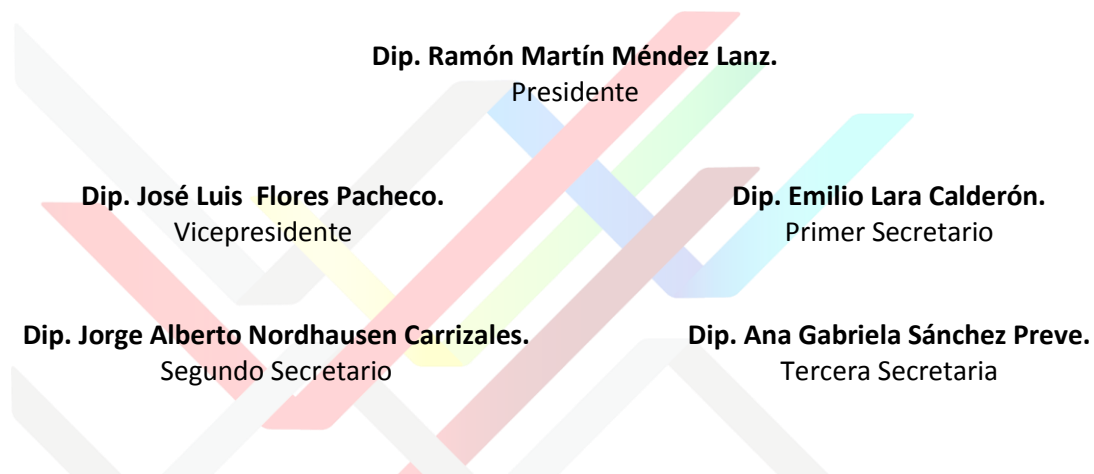 Dip. Ramón Martín Méndez Lanz.
Presidente
Dip. José Luis  Flores Pacheco.
Vicepresidente
Dip. Emilio Lara Calderón.
Primer Secretario
Dip. Jorge Alberto Nordhausen Carrizales.
Segundo Secretario
Dip. Ana Gabriela Sánchez Preve.
Tercera Secretaria